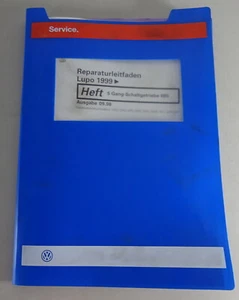 Service.
Reparaturleitfaden
Lupo 1999 ►
Heft 5 Gang-Schaltgetriebe 085
Ausgabe 09.98